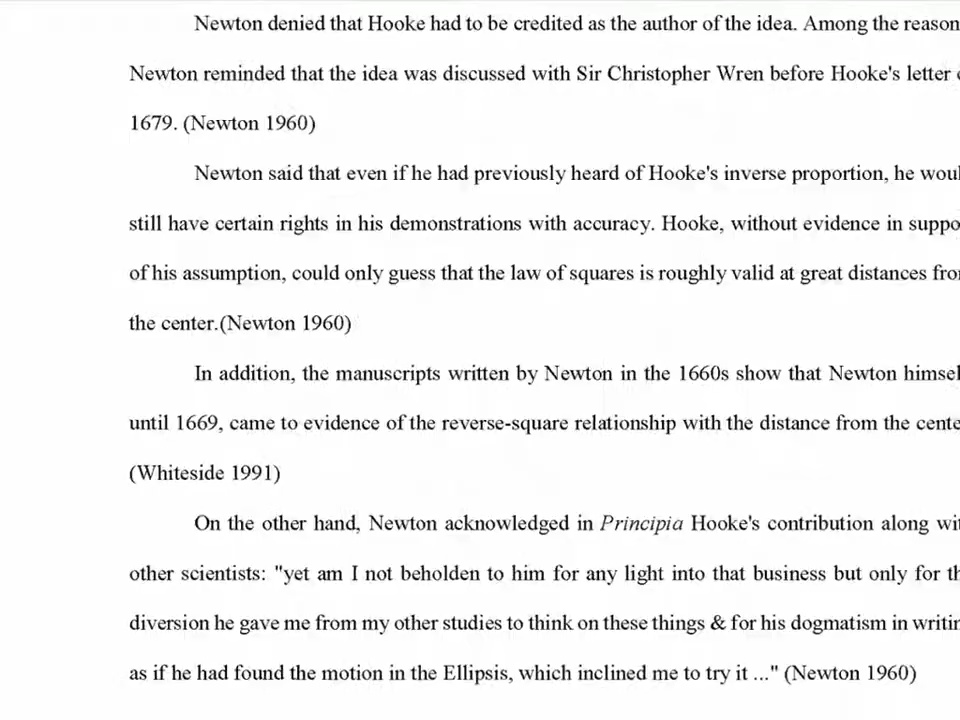 Newton denied that Hooke had to be credited as the author of the idea. Among the reason
Newton reminded that the idea was discussed with Sir Christopher Wren before Hooke's letter
1679. (Newton 1960)
Newton said that even if he had previously heard of Hooke's inverse proportion, he woul
still have certain rights in his demonstrations with accuracy. Hooke, without evidence in suppo
of his assumption, could only guess that the law of squares is roughly valid at great distances fro
the center.(Newton 1960)
In addition, the manuscripts written by Newton in the 1660s show that Newton himsel
until 1669, came to evidence of the reverse-square relationship with the distance from the cente
(Whiteside 1991)
On the other hand, Newton acknowledged in Principia Hooke's contribution along wit
other scientists: "yet am I not beholden to him for any light into that business but only for th
diversion he gave me from my other studies to think on these things & for his dogmatism in writin
as if he had found the motion in the Ellipsis, which inclined me to try it ..." (Newton 1960)